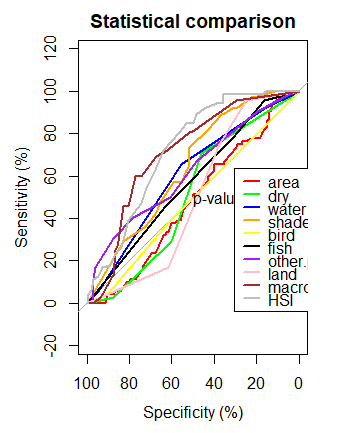 Statistical comparison
120
100
80
60
40
20
0
-20
Sensitivity (%)
p-valu
area
dry
water
shade
bird
fish
other.
land
macro
HSI
100 80 60 40 20 0
Specificity (%)